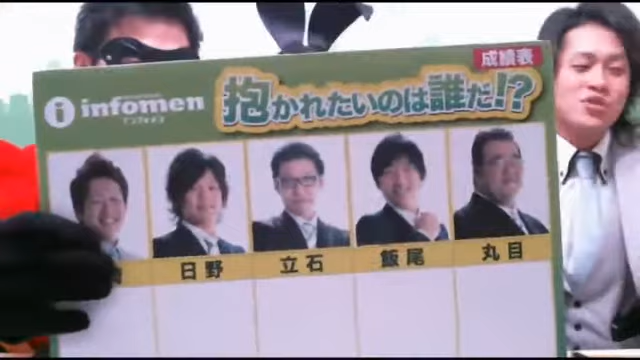 成績表
i infomen
インフォメン
抱かれたいのは誰だ!?
日野
立石
飯尾
丸目